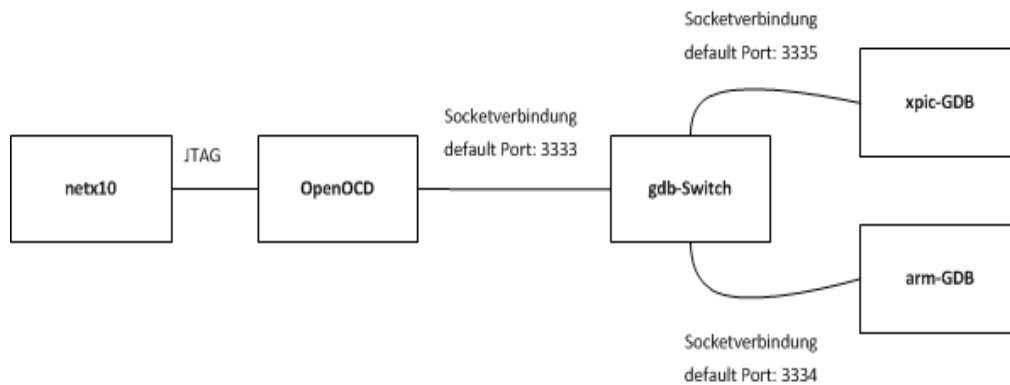 Socketverbindung
default Port: 3335
xpic-GDB
Socketverbindung
default Port: 3333
JTAG
netx10
OpenOCD
gdb-Switch
arm-GDB
Socketverbindung
default Port: 3334